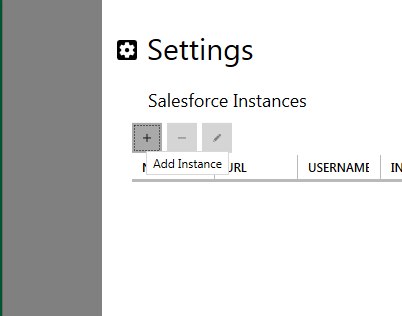 Settings
Salesforce Instances
Add Instance
URL USERNAME